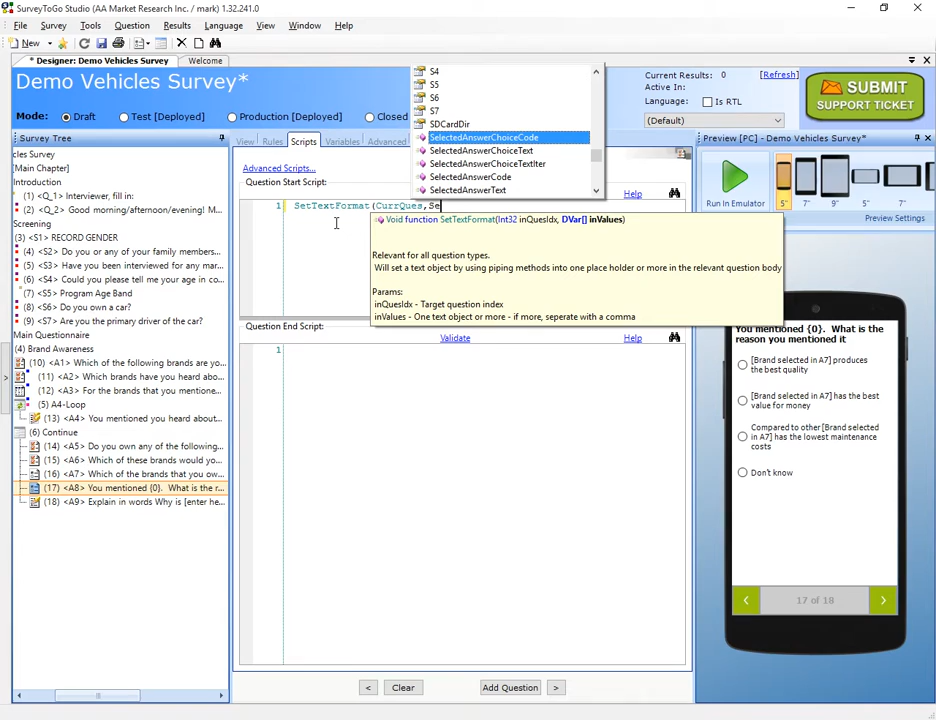 SurveyToGo Studio (AA Market Research Inc. / mark) 1.32.241.0
File Survey Tools Question Results Language View Window Help
New
* Designer: Demo Vehicles Survey Welcome
Demo Vehicles Survey*
Mode: Draft Test [Deployed] Production [Deployed] Closed
Current Results: 0 [Refresh]
Active In:
Language: Is RTL
(Default)
SUBMIT
SUPPORT TICKET
Survey Tree
cles Survey
[Main Chapter]
Introduction
(1) <Q_1> Interviewer, fill in:
(2) <Q_2> Good morning/afternoon/evening! M...
Screening
(3) <S1> RECORD GENDER
(4) <S2> Do you or any of your family memb...
(5) <S3> Have you been interviewed for any mar...
(6) <S4> Could you please tell me your age in co...
(7) <S5> Program Age Band
(8) <S6> Do you own a car?
(9) <S7> Are you the primary driver of the car?
Main Questionnaire
(4) Brand Awareness
(10) <A1> Which of the following brands are yo...
(11) <A2> Which brands have you heard abo...
(12) <A3> For the brands that you mentione...
(5) A4-Loop
(13) <A4> You mentioned you heard about...
(6) Continue
(14) <A5> Do you own any of the following...
(15) <A6> Which of these brands would yo...
(16) <A7> Which of the brands that you ow...
(17) <A8> You mentioned {0}. What is the r...
(18) <A9> Explain in words Why is [enter he...
View Rules Scripts Variables Advanced
Advanced Scripts...
Question Start Script:
Help
1 SetTextFormat(CurrQues,Se
S4
S5
S6
S7
SDCardDir
SelectedAnswerChoiceCode
SelectedAnswerChoiceText
SelectedAnswerChoiceTextIter
SelectedAnswerCode
SelectedAnswerText
Void function SetTextFormat(Int32 inQuesIdx, DVar[] inValues)
Relevant for all question types.
Will set a text object by using piping methods into one place holder or more in the relevant question body
Params:
inQuesIdx - Target question index
inValues - One text object or more - if more, seperate with a comma
Question End Script:
Validate Help
1
< Clear Add Question >
Preview [PC] - Demo Vehicles Survey*
Run In Emulator
5" 7" 9" 5" 7"
Preview Settings
You mentioned {0}. What is the
reason you mentioned it
[Brand selected in A7] produces
the best quality
[Brand selected in A7] has the best
value for money
Compared to other [Brand selected
in A7] has the lowest maintenance
costs
Don't know
< 17 of 18 >